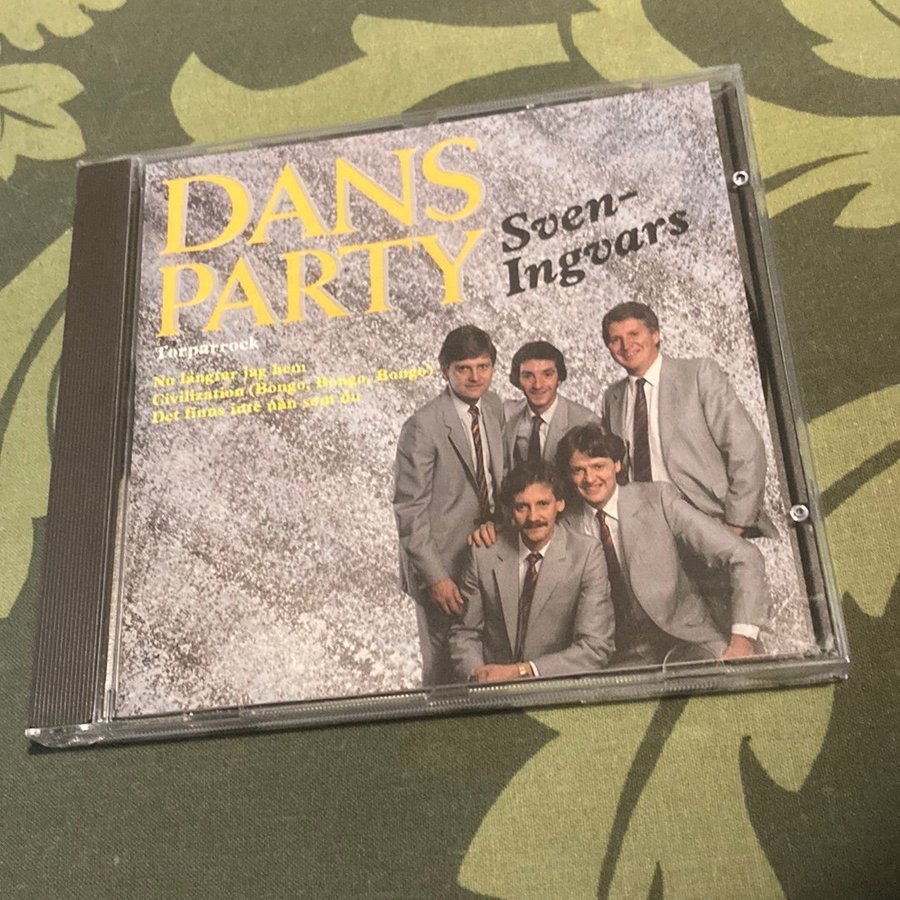 DANS
PARTY
Sven-
Ingvars
Torparrock
Nu längtar jag hem
Civilization (Bongo, Bongo, Bongo)
Det finns inte nån som du